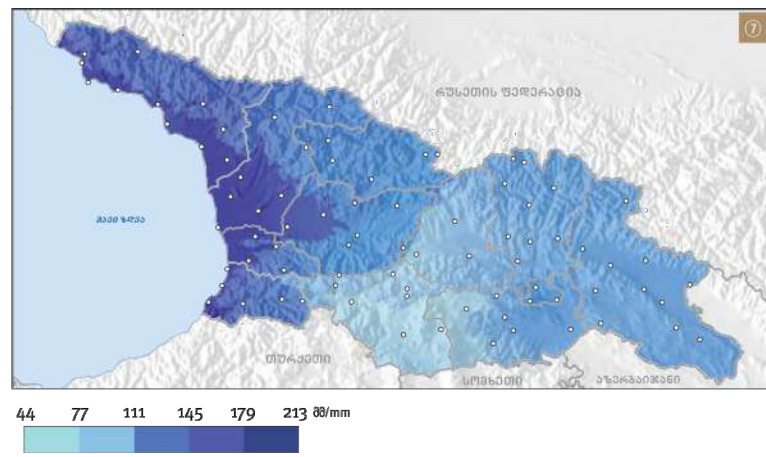 7
რუსეთის ფედერაცია
შავი ზღვა
თურქეთი
სომხეთი
აზერბაიჯანი
44 77 111 145 179 213 მმ/mm